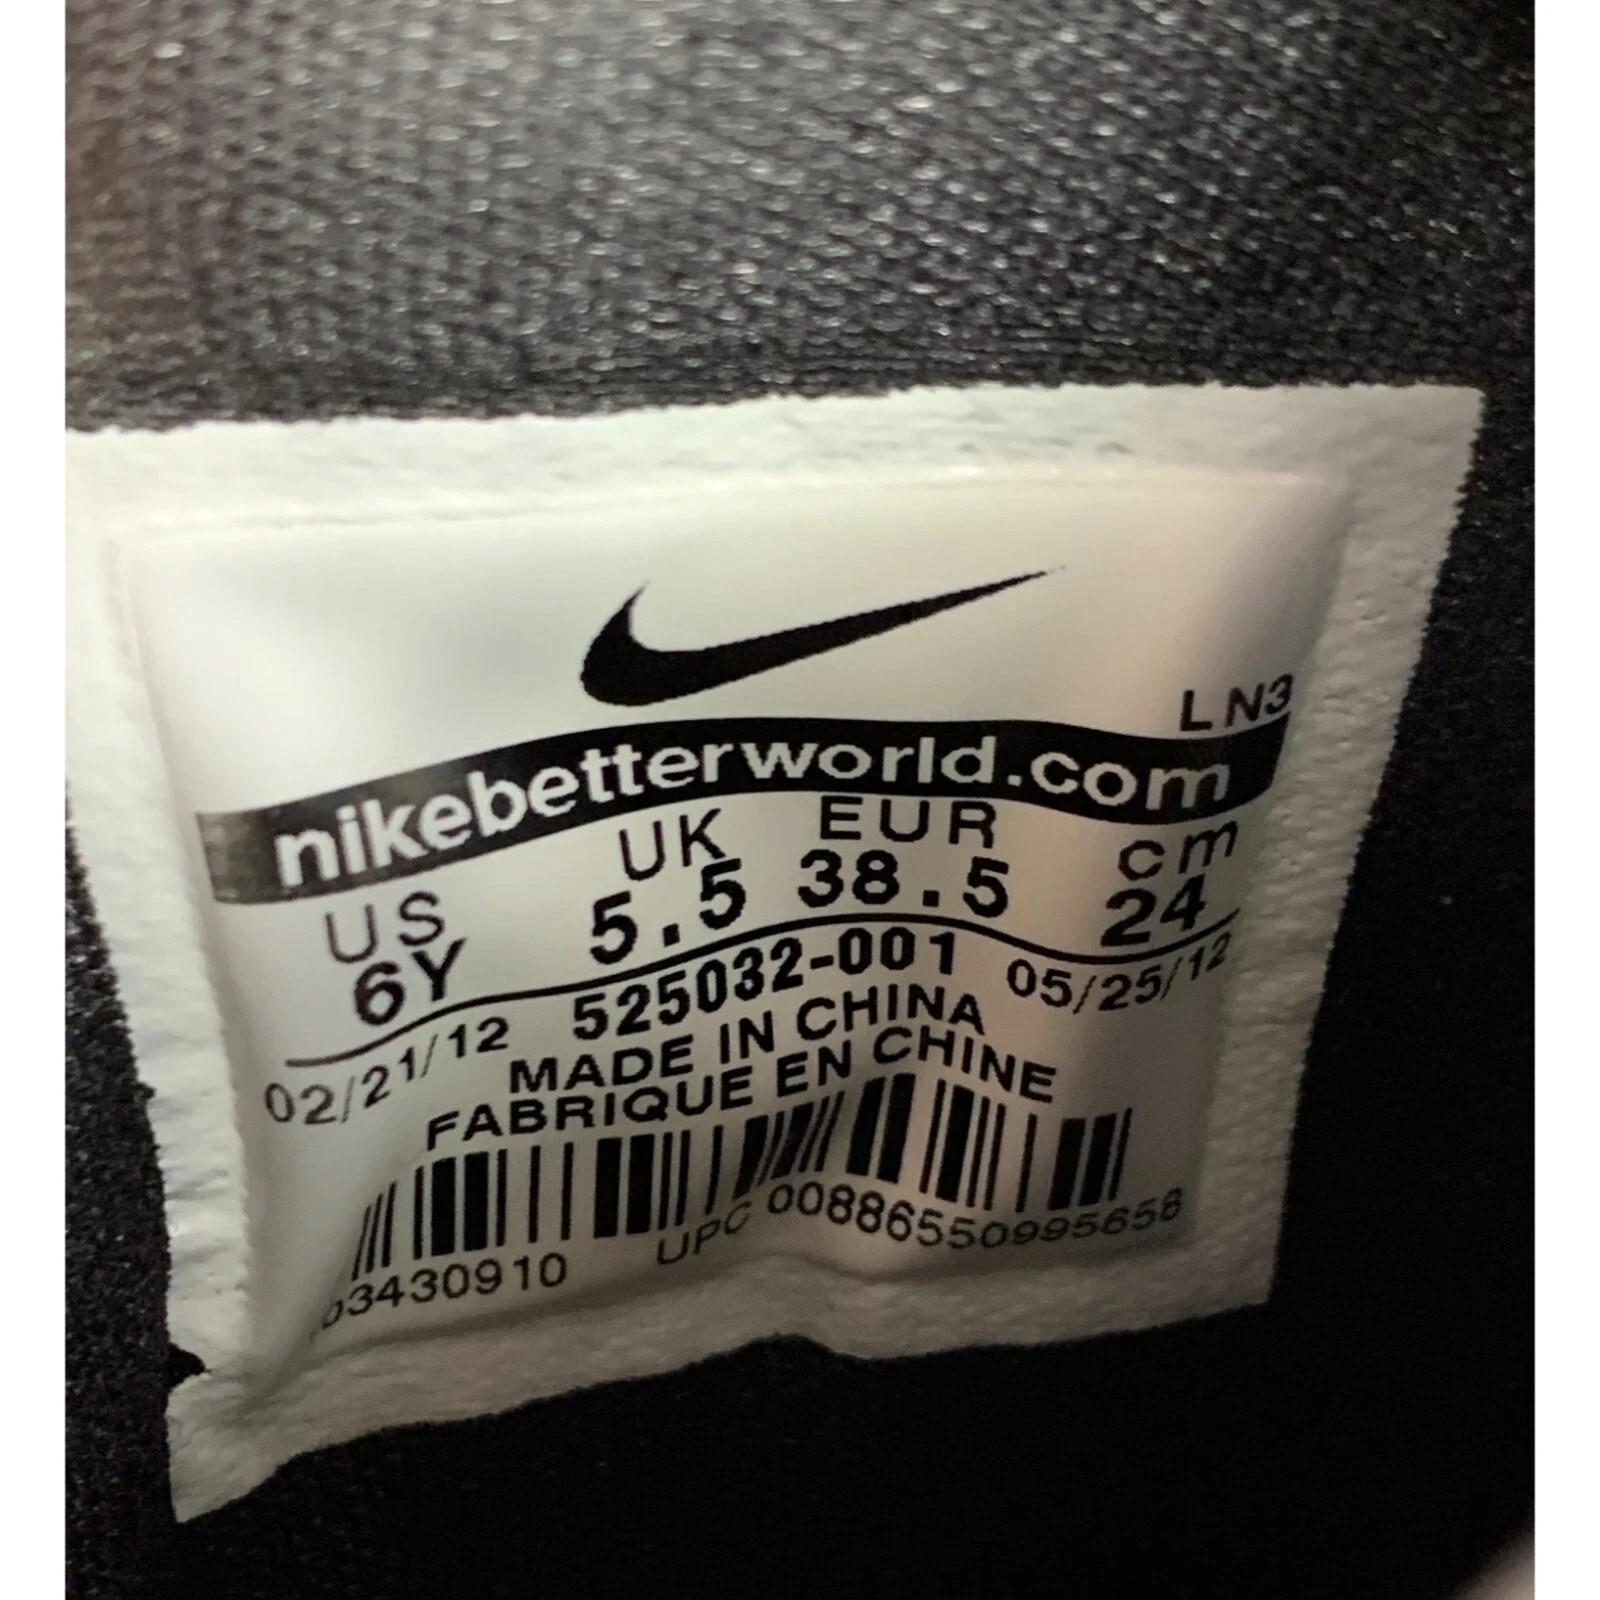 LN3
nikebetterworld.com
US UK EUR cm
6Y 5.5 38.5 24
02/21/12 525032-001 05/25/12
MADE IN CHINA
FABRIQUE EN CHINE
03430910 UPC 00886550995658